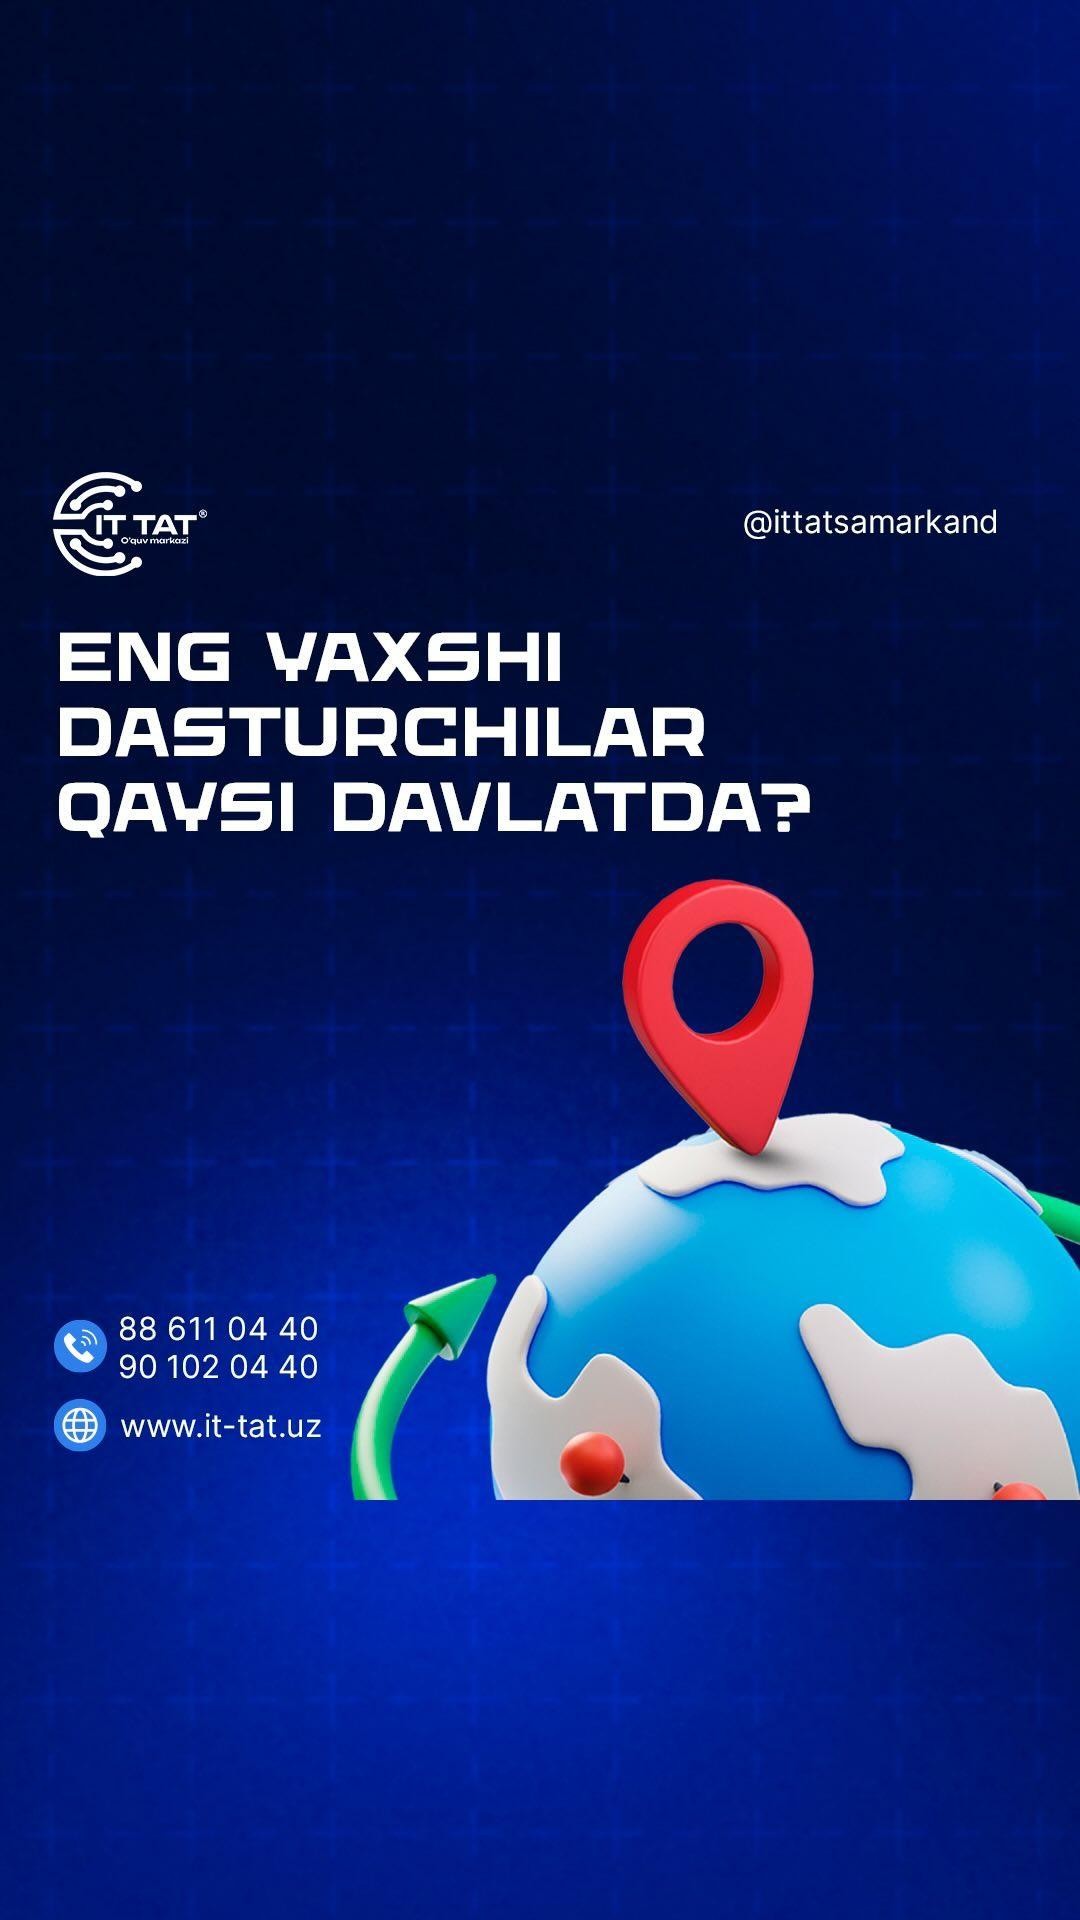 IT TAT®
O'quv markazi
@ittatsamarkand
ENG YAXSHI
DASTURCHILAR
QAYSI DAVLATDA?
88 611 04 40
90 102 04 40
www.it-tat.uz